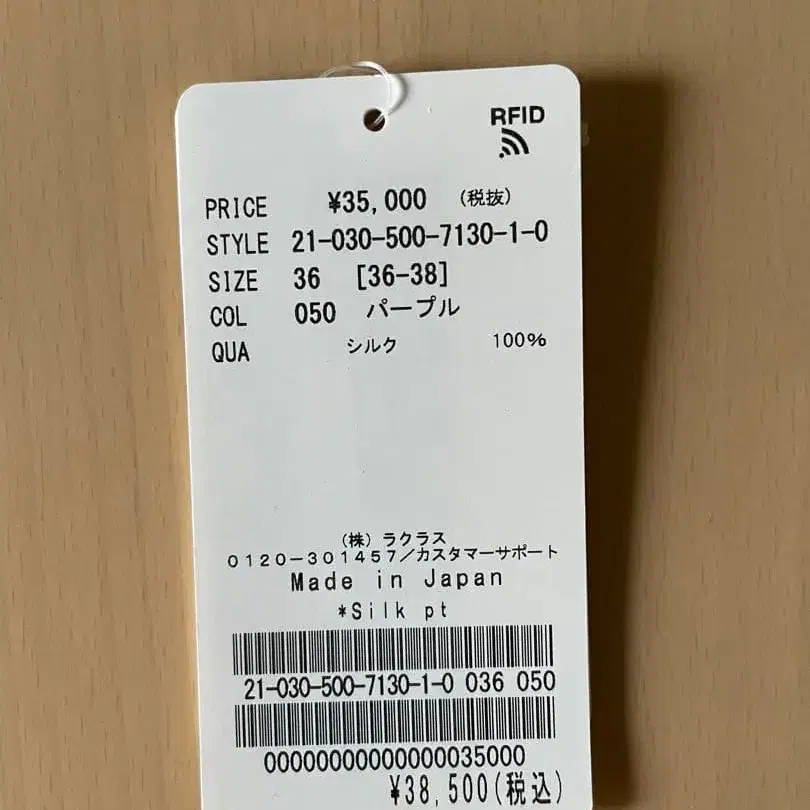 RFID
PRICE ¥35,000 (税抜)
STYLE 21-030-500-7130-1-0
SIZE 36 [36-38]
COL 050 パープル
QUA シルク 100%
(株) ラクラス
0120-301457/カスタマーサポート
Made in Japan
*Silk pt
21-030-500-7130-1-0 036 050
00000000000000035000
¥38,500(税込)